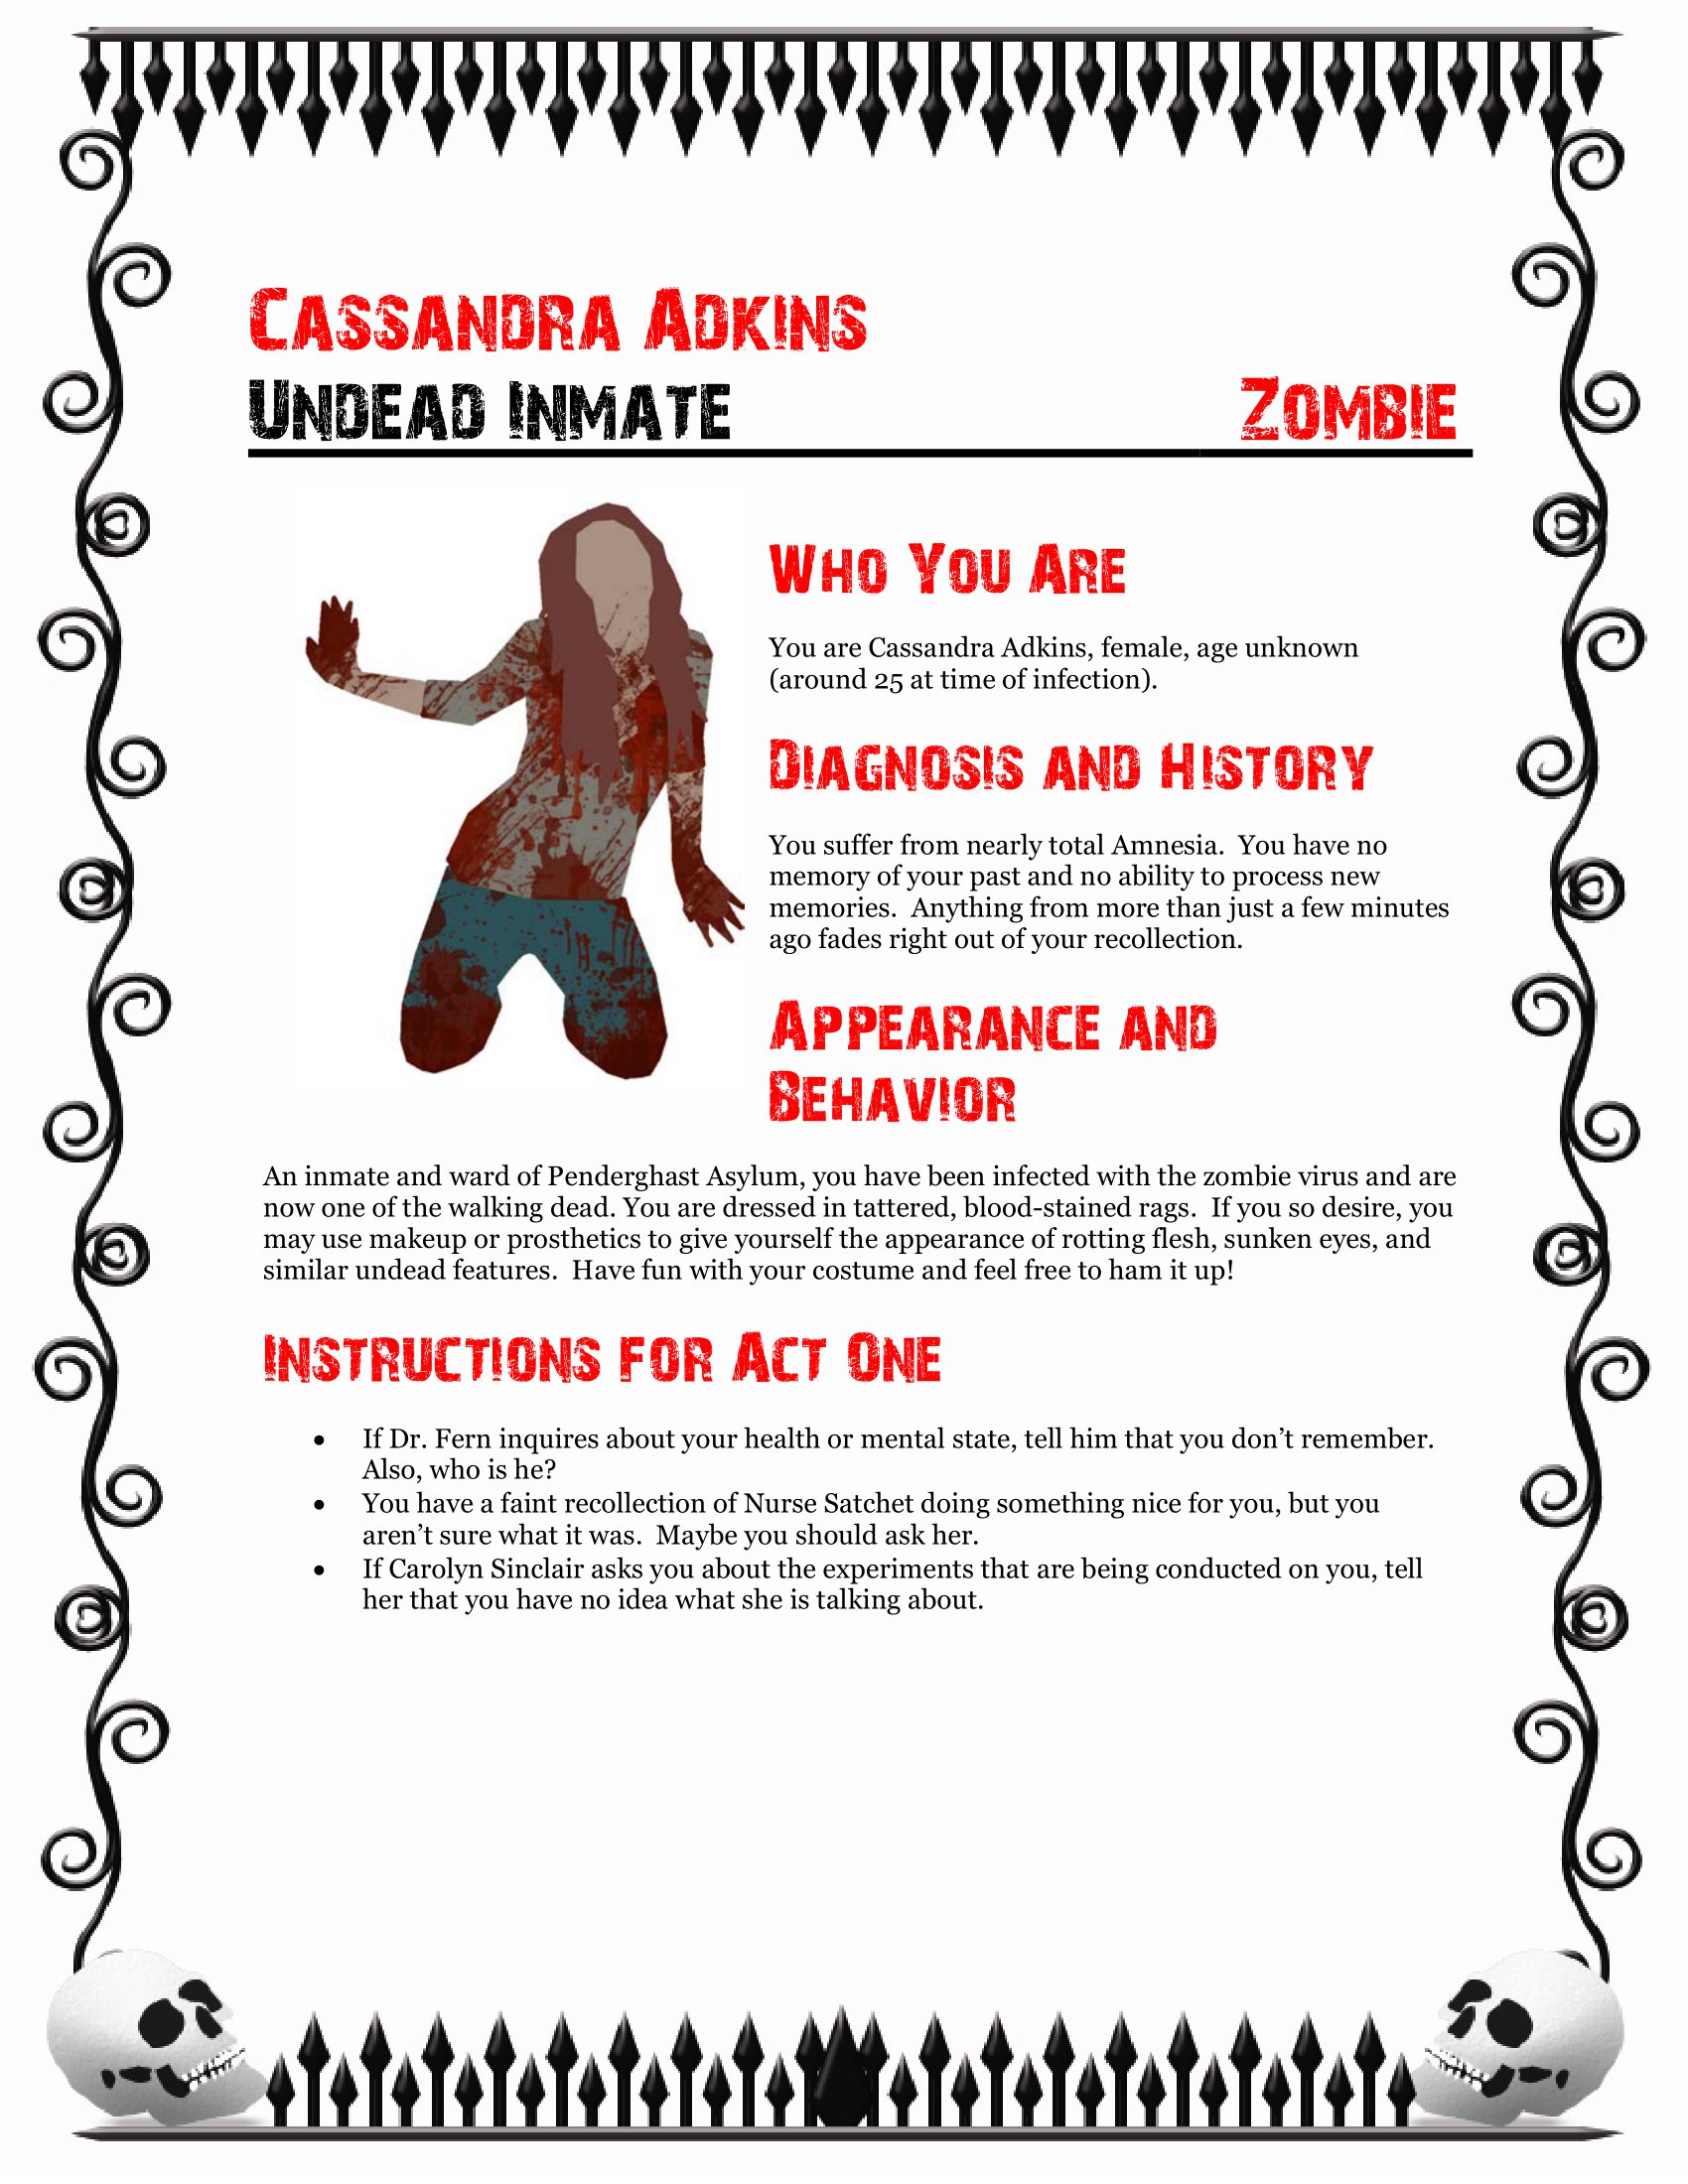 Cassandra Adkins
Undead Inmate Zombie
Who You Are
You are Cassandra Adkins, female, age unknown
(around 25 at time of infection).
Diagnosis and History
You suffer from nearly total Amnesia.  You have no
memory of your past and no ability to process new
memories.  Anything from more than just a few minutes
ago fades right out of your recollection.
Appearance and
Behavior
An inmate and ward of Penderghast Asylum, you have been infected with the zombie virus and are
now one of the walking dead. You are dressed in tattered, blood-stained rags.  If you so desire, you
may use makeup or prosthetics to give yourself the appearance of rotting flesh, sunken eyes, and
similar undead features.  Have fun with your costume and feel free to ham it up!
Instructions for Act One
• If Dr. Fern inquires about your health or mental state, tell him that you don’t remember.
Also, who is he?
• You have a faint recollection of Nurse Satchet doing something nice for you, but you
aren’t sure what it was.  Maybe you should ask her.
• If Carolyn Sinclair asks you about the experiments that are being conducted on you, tell
her that you have no idea what she is talking about.